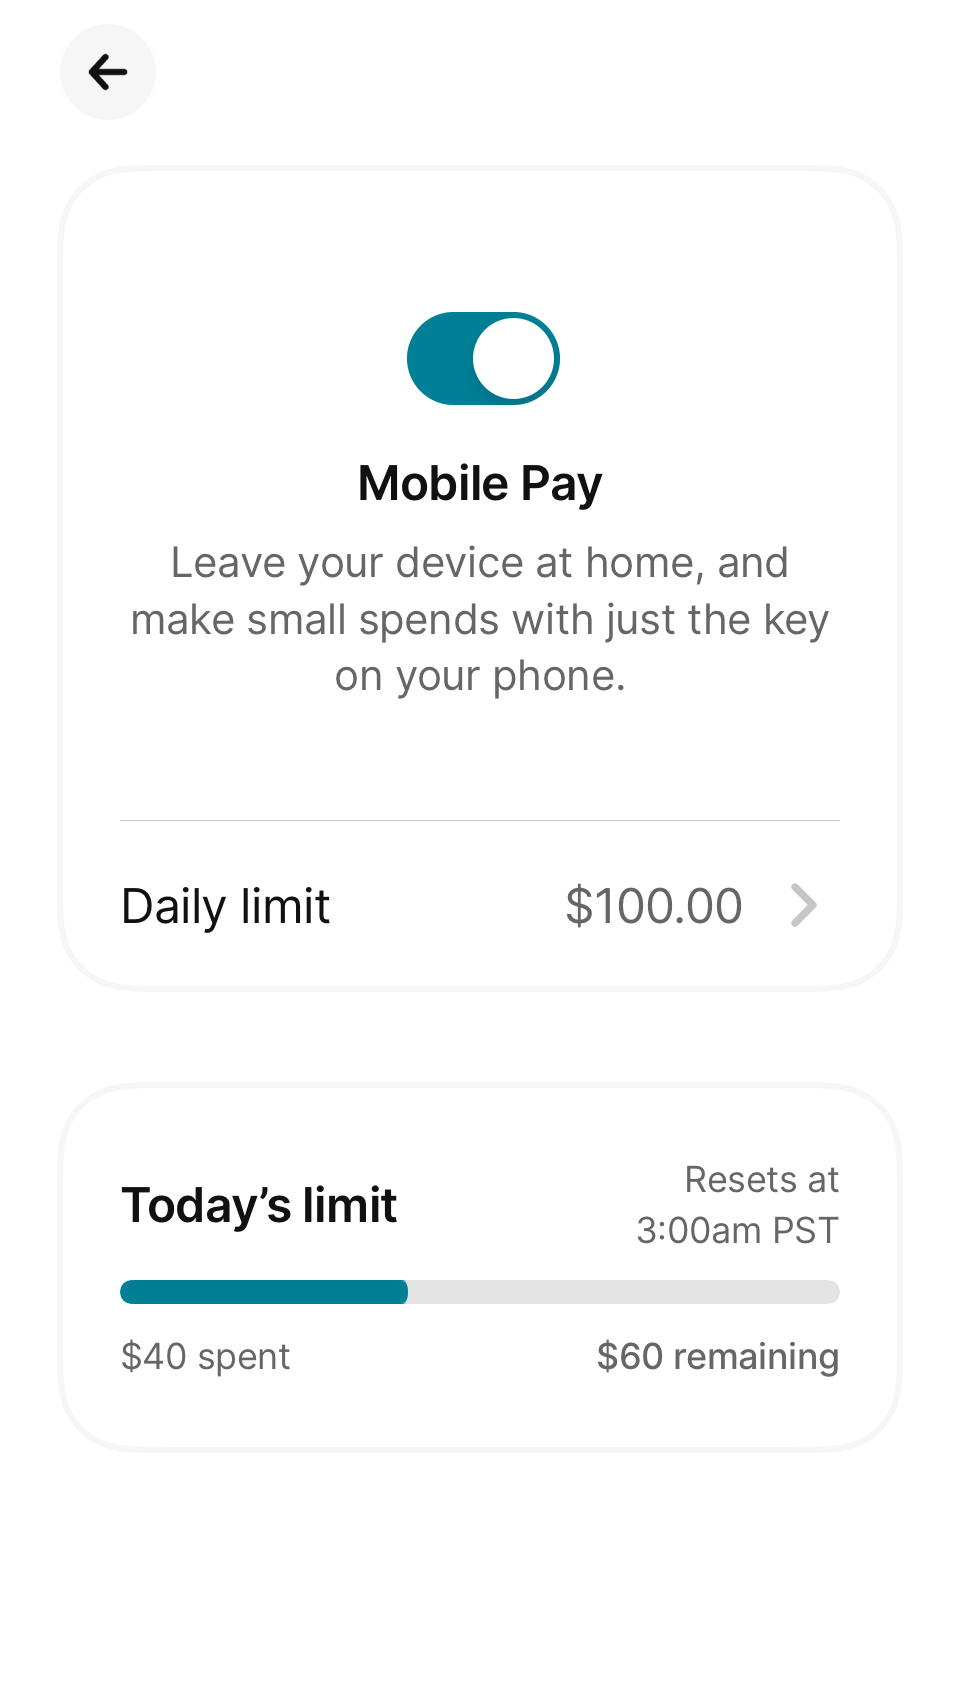 Mobile Pay
Leave your device at home, and
make small spends with just the key
on your phone.
Daily limit
$100.00
Today’s limit
Resets at
3:00am PST
$40 spent
$60 remaining